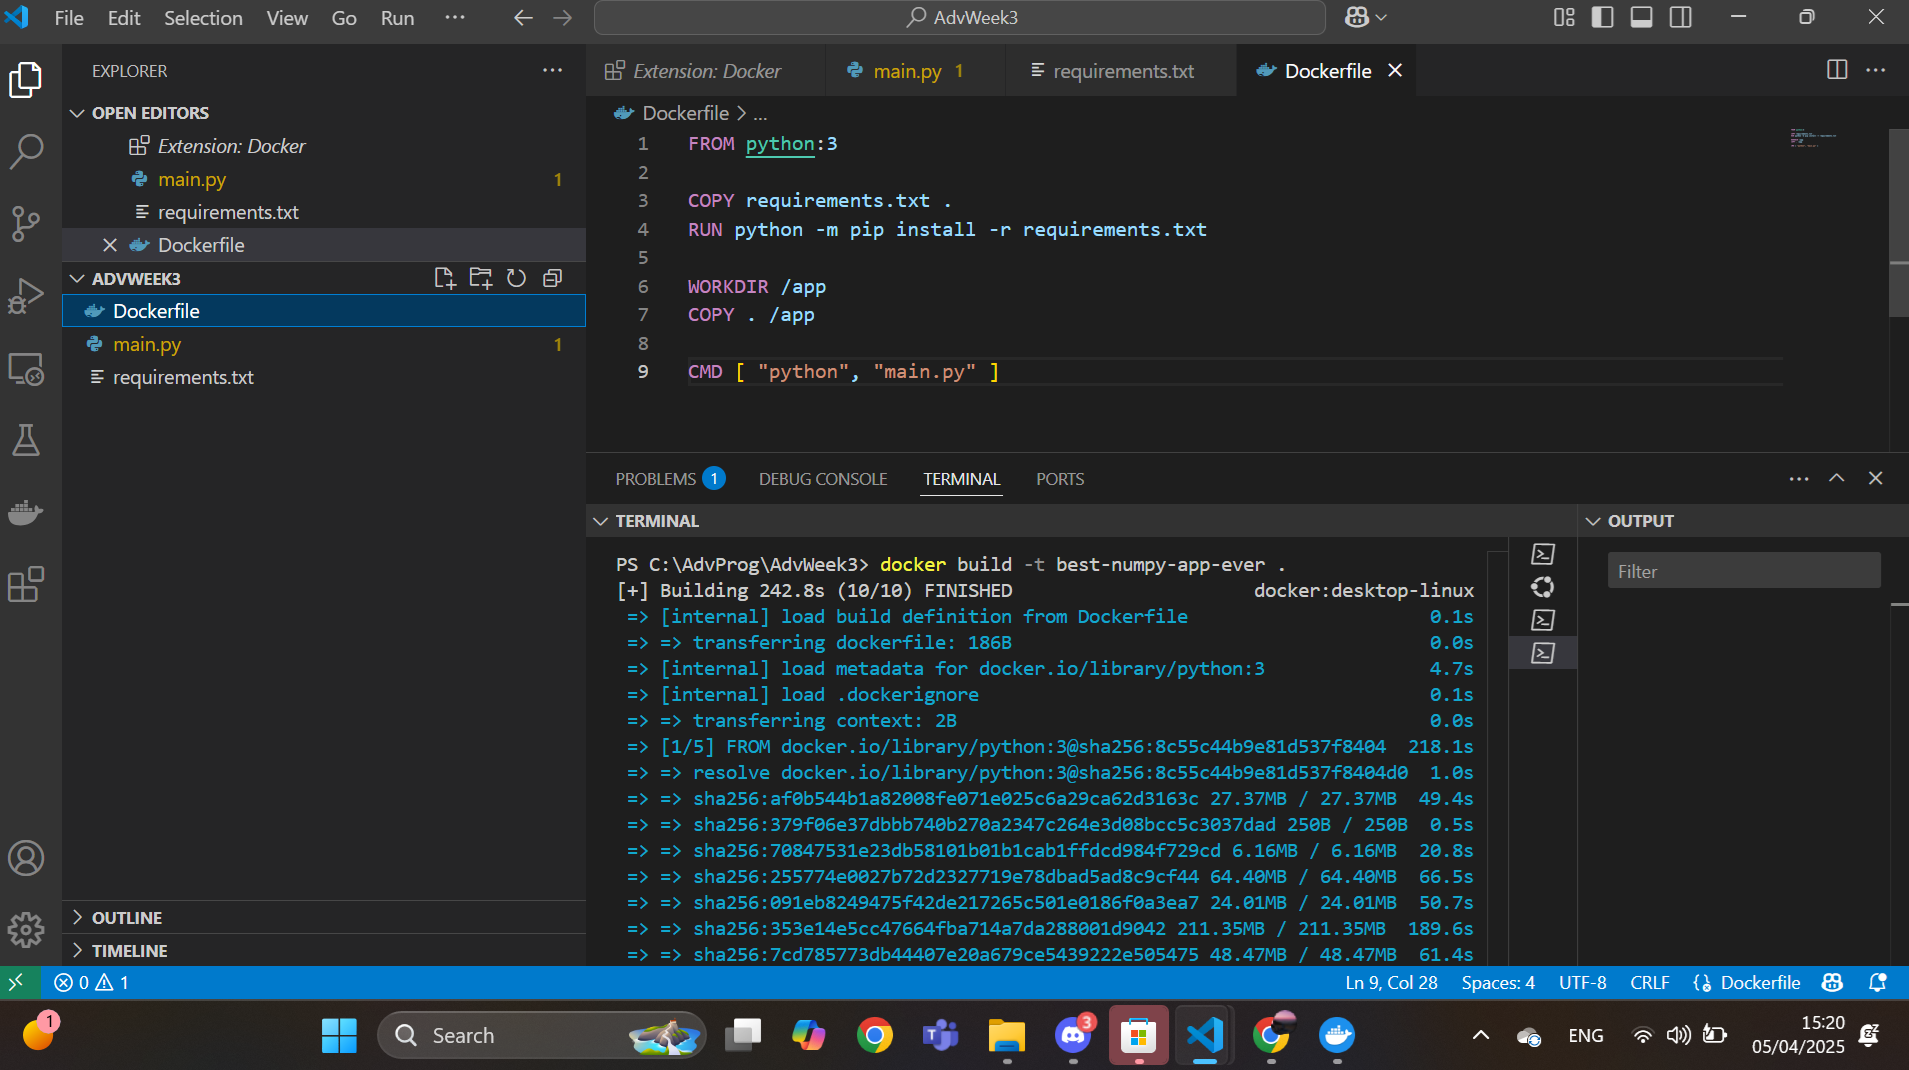 File Edit Selection View Go Run ···
AdvWeek3
EXPLORER
OPEN EDITORS
Extension: Docker
main.py 1
requirements.txt
Dockerfile
ADVWEEK3
Dockerfile
main.py 1
requirements.txt
OUTLINE
TIMELINE
Extension: Docker main.py 1 requirements.txt Dockerfile
Dockerfile > ...
1 FROM python:3
2
3 COPY requirements.txt .
4 RUN python -m pip install -r requirements.txt
5
6 WORKDIR /app
7 COPY . /app
8
9 CMD [ "python", "main.py" ]
PROBLEMS 1 DEBUG CONSOLE TERMINAL PORTS
TERMINAL
PS C:\AdvProg\AdvWeek3> docker build -t best-numpy-app-ever .
[+] Building 242.8s (10/10) FINISHED docker:desktop-linux
=> [internal] load build definition from Dockerfile 0.1s
=> => transferring dockerfile: 186B 0.0s
=> [internal] load metadata for docker.io/library/python:3 4.7s
=> [internal] load .dockerignore 0.1s
=> => transferring context: 2B 0.0s
=> [1/5] FROM docker.io/library/python:3@sha256:8c55c44b9e81d537f8404 218.1s
=> => resolve docker.io/library/python:3@sha256:8c55c44b9e81d537f8404d0 1.0s
=> => sha256:af0b544b1a82008fe071e025c6a29ca62d3163c 27.37MB / 27.37MB 49.4s
=> => sha256:379f06e37dbbb740b270a2347c264e3d08bcc5c3037dad 250B / 250B 0.5s
=> => sha256:70847531e23db58101b01b1cab1ffdcd984f729cd 6.16MB / 6.16MB 20.8s
=> => sha256:255774e0027b72d2327719e78dbad5ad8c9cf44 64.40MB / 64.40MB 66.5s
=> => sha256:091eb8249475f42de217265c501e0186f0a3ea7 24.01MB / 24.01MB 50.7s
=> => sha256:353e14e5cc47664fba714a7da288001d9042 211.35MB / 211.35MB 189.6s
=> => sha256:7cd785773db44407e20a679ce5439222e505475 48.47MB / 48.47MB 61.4s
OUTPUT
Filter
0 1
Ln 9, Col 28 Spaces: 4 UTF-8 CRLF Dockerfile
1
Search
3
ENG
15:20
05/04/2025